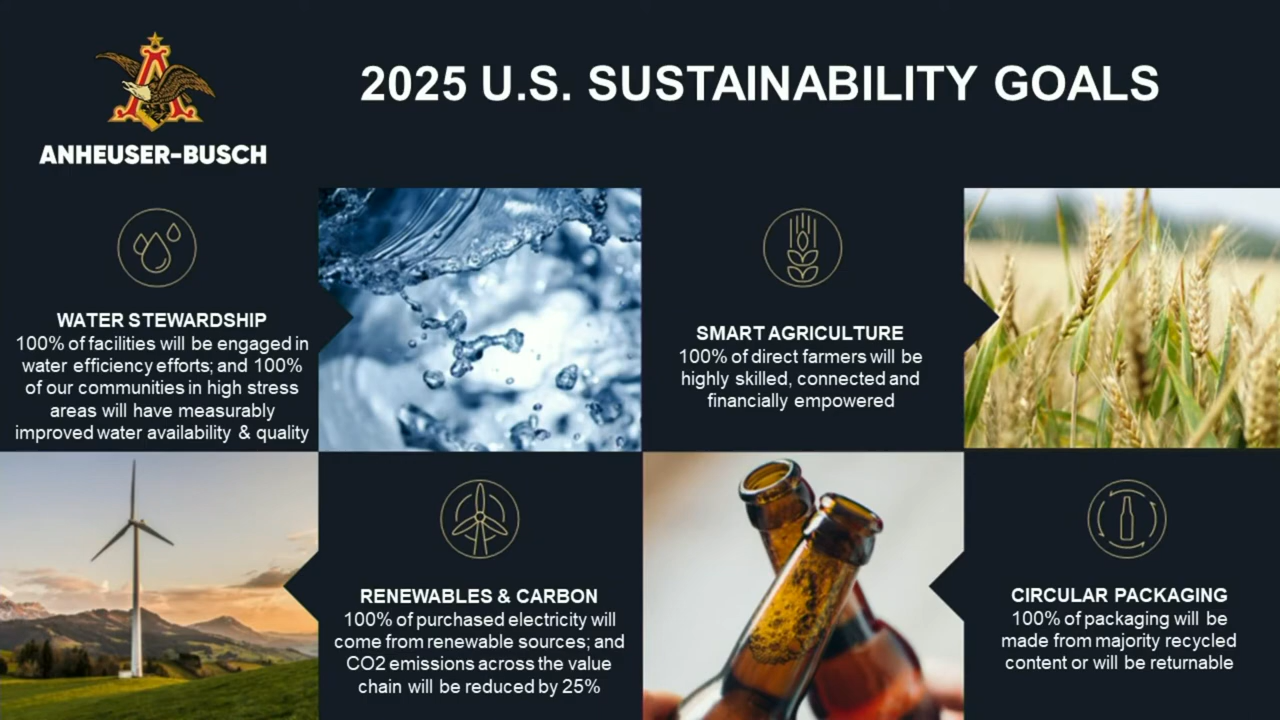 ANHEUSER-BUSCH
2025 U.S. SUSTAINABILITY GOALS
WATER STEWARDSHIP
100% of facilities will be engaged in
water efficiency efforts; and 100%
of our communities in high stress
areas will have measurably
improved water availability & quality
SMART AGRICULTURE
100% of direct farmers will be
highly skilled, connected and
financially empowered
RENEWABLES & CARBON
100% of purchased electricity will
come from renewable sources; and
CO2 emissions across the value
chain will be reduced by 25%
CIRCULAR PACKAGING
100% of packaging will be
made from majority recycled
content or will be returnable